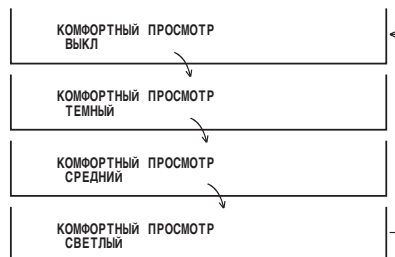 КОМФОРТНЫЙ ПРОСМОТР
ВЫКЛ
КОМФОРТНЫЙ ПРОСМОТР
ТЕМНЫЙ
КОМФОРТНЫЙ ПРОСМОТР
СРЕДНИЙ
КОМФОРТНЫЙ ПРОСМОТР
СВЕТЛЫЙ